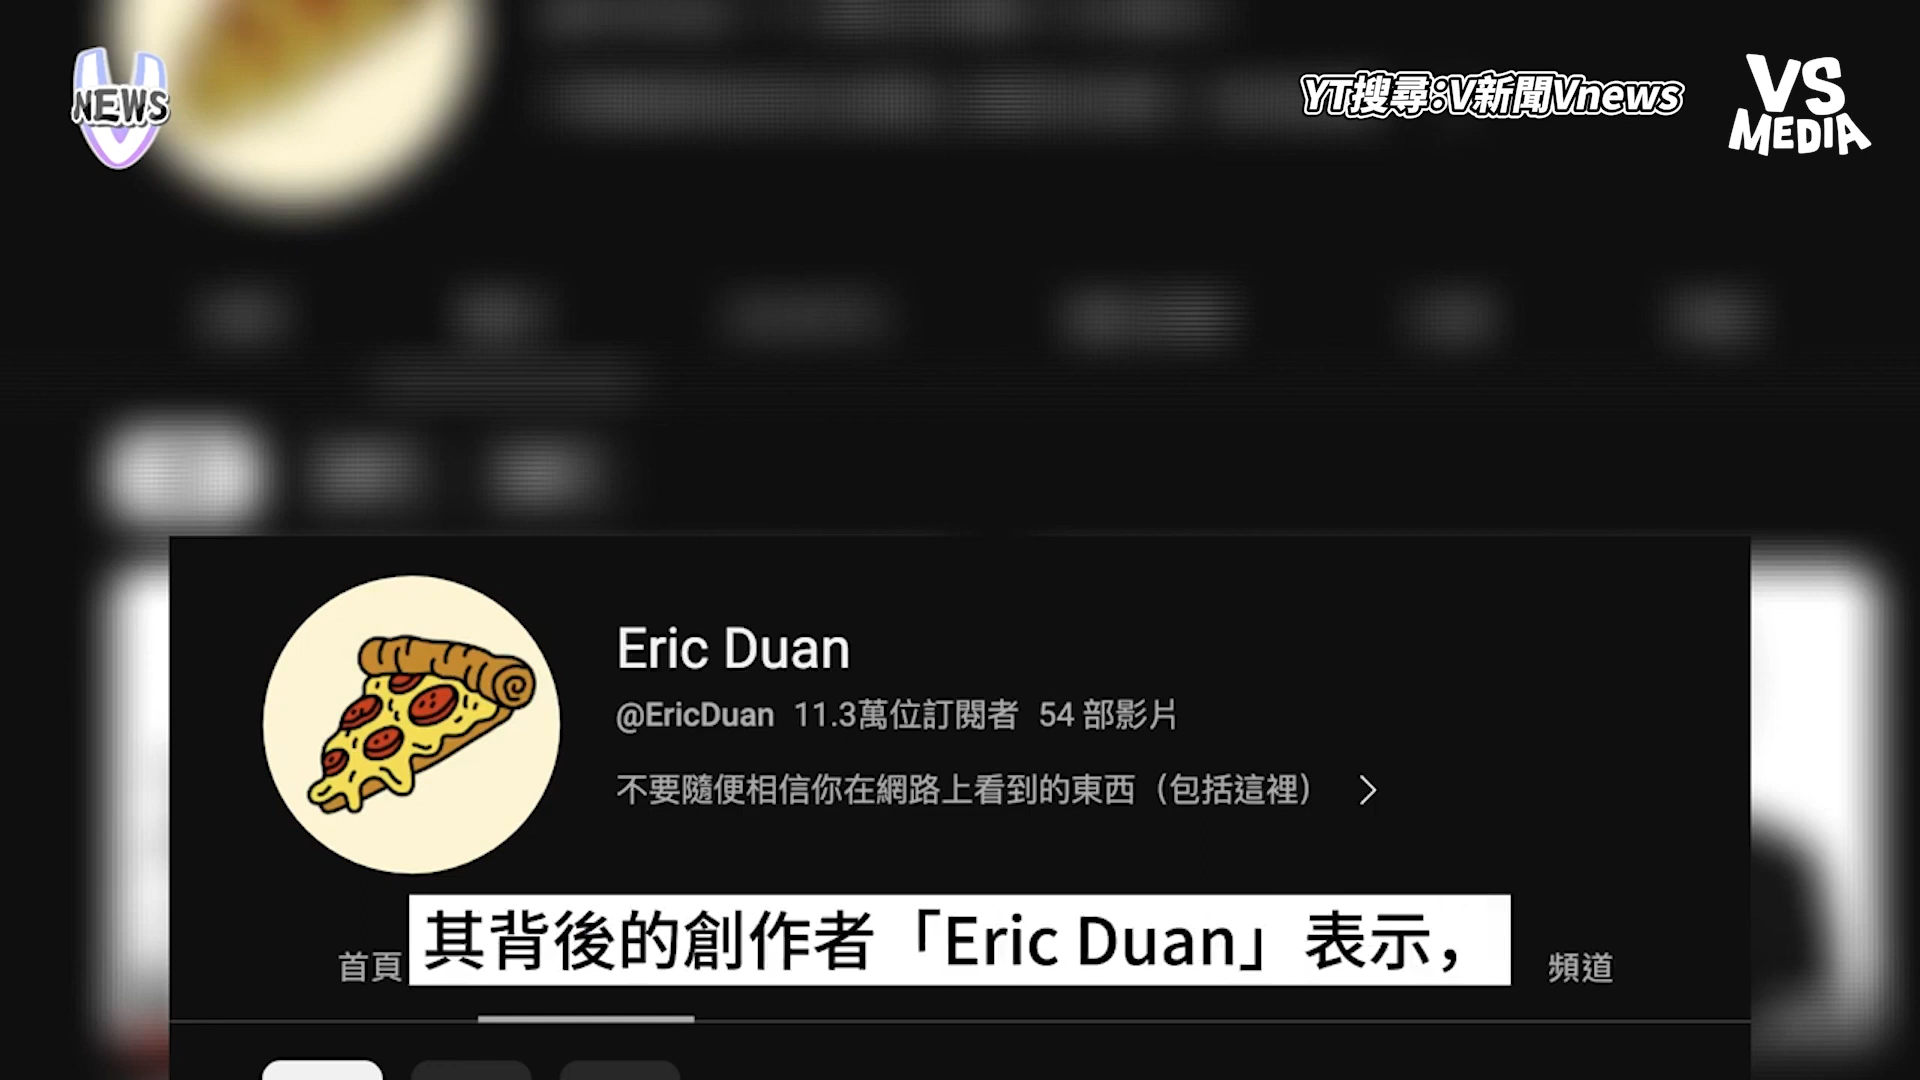 NEWS
YT搜尋:V新聞Vnews
VS
MEDIA
Eric Duan
@EricDuan 11.3萬位訂閱者 54 部影片
不要隨便相信你在網路上看到的東西（包括這裡）
首頁
其背後的創作者「Eric Duan」表示，
頻道